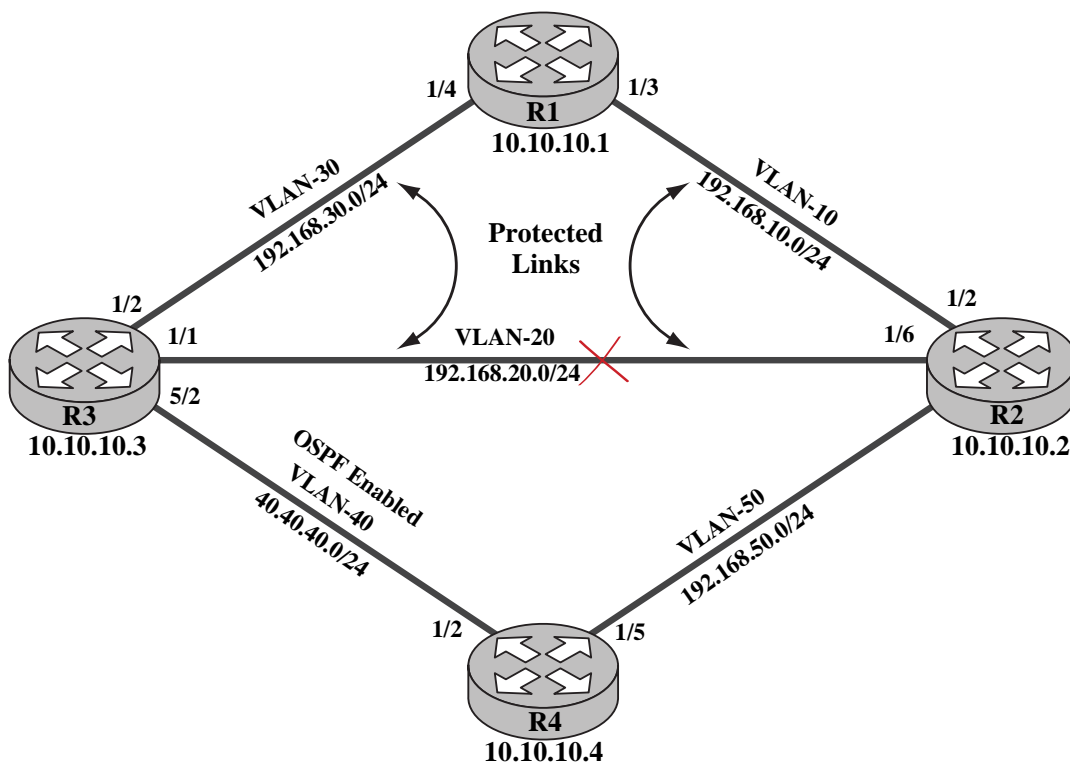 1/4
1/3
R1
10.10.10.1
VLAN-30
192.168.30.0/24
VLAN-10
192.168.10.0/24
Protected
Links
1/2
1/2
1/1
1/6
VLAN-20
192.168.20.0/24
5/2
R3
10.10.10.3
R2
10.10.10.2
OSPF Enabled
VLAN-40
40.40.40.0/24
VLAN-50
192.168.50.0/24
1/2
1/5
R4
10.10.10.4